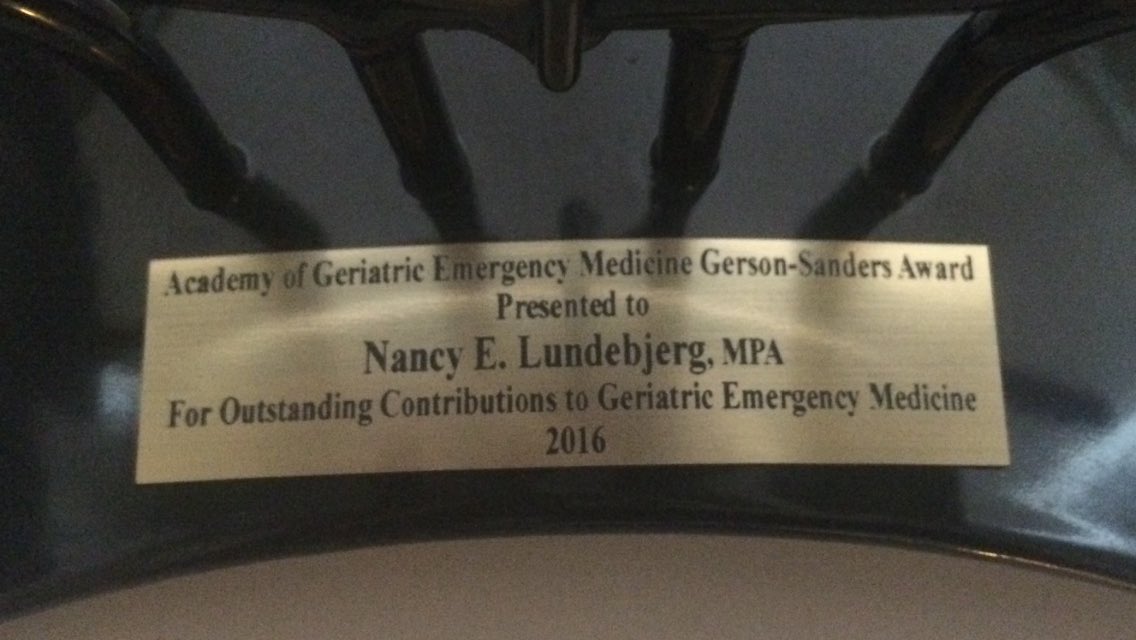 Academy of Geriatric Emergency Medicine Gerson-Sanders Award
Presented to
Nancy E. Lundebjerg, MPA
For Outstanding Contributions to Geriatric Emergency Medicine
2016